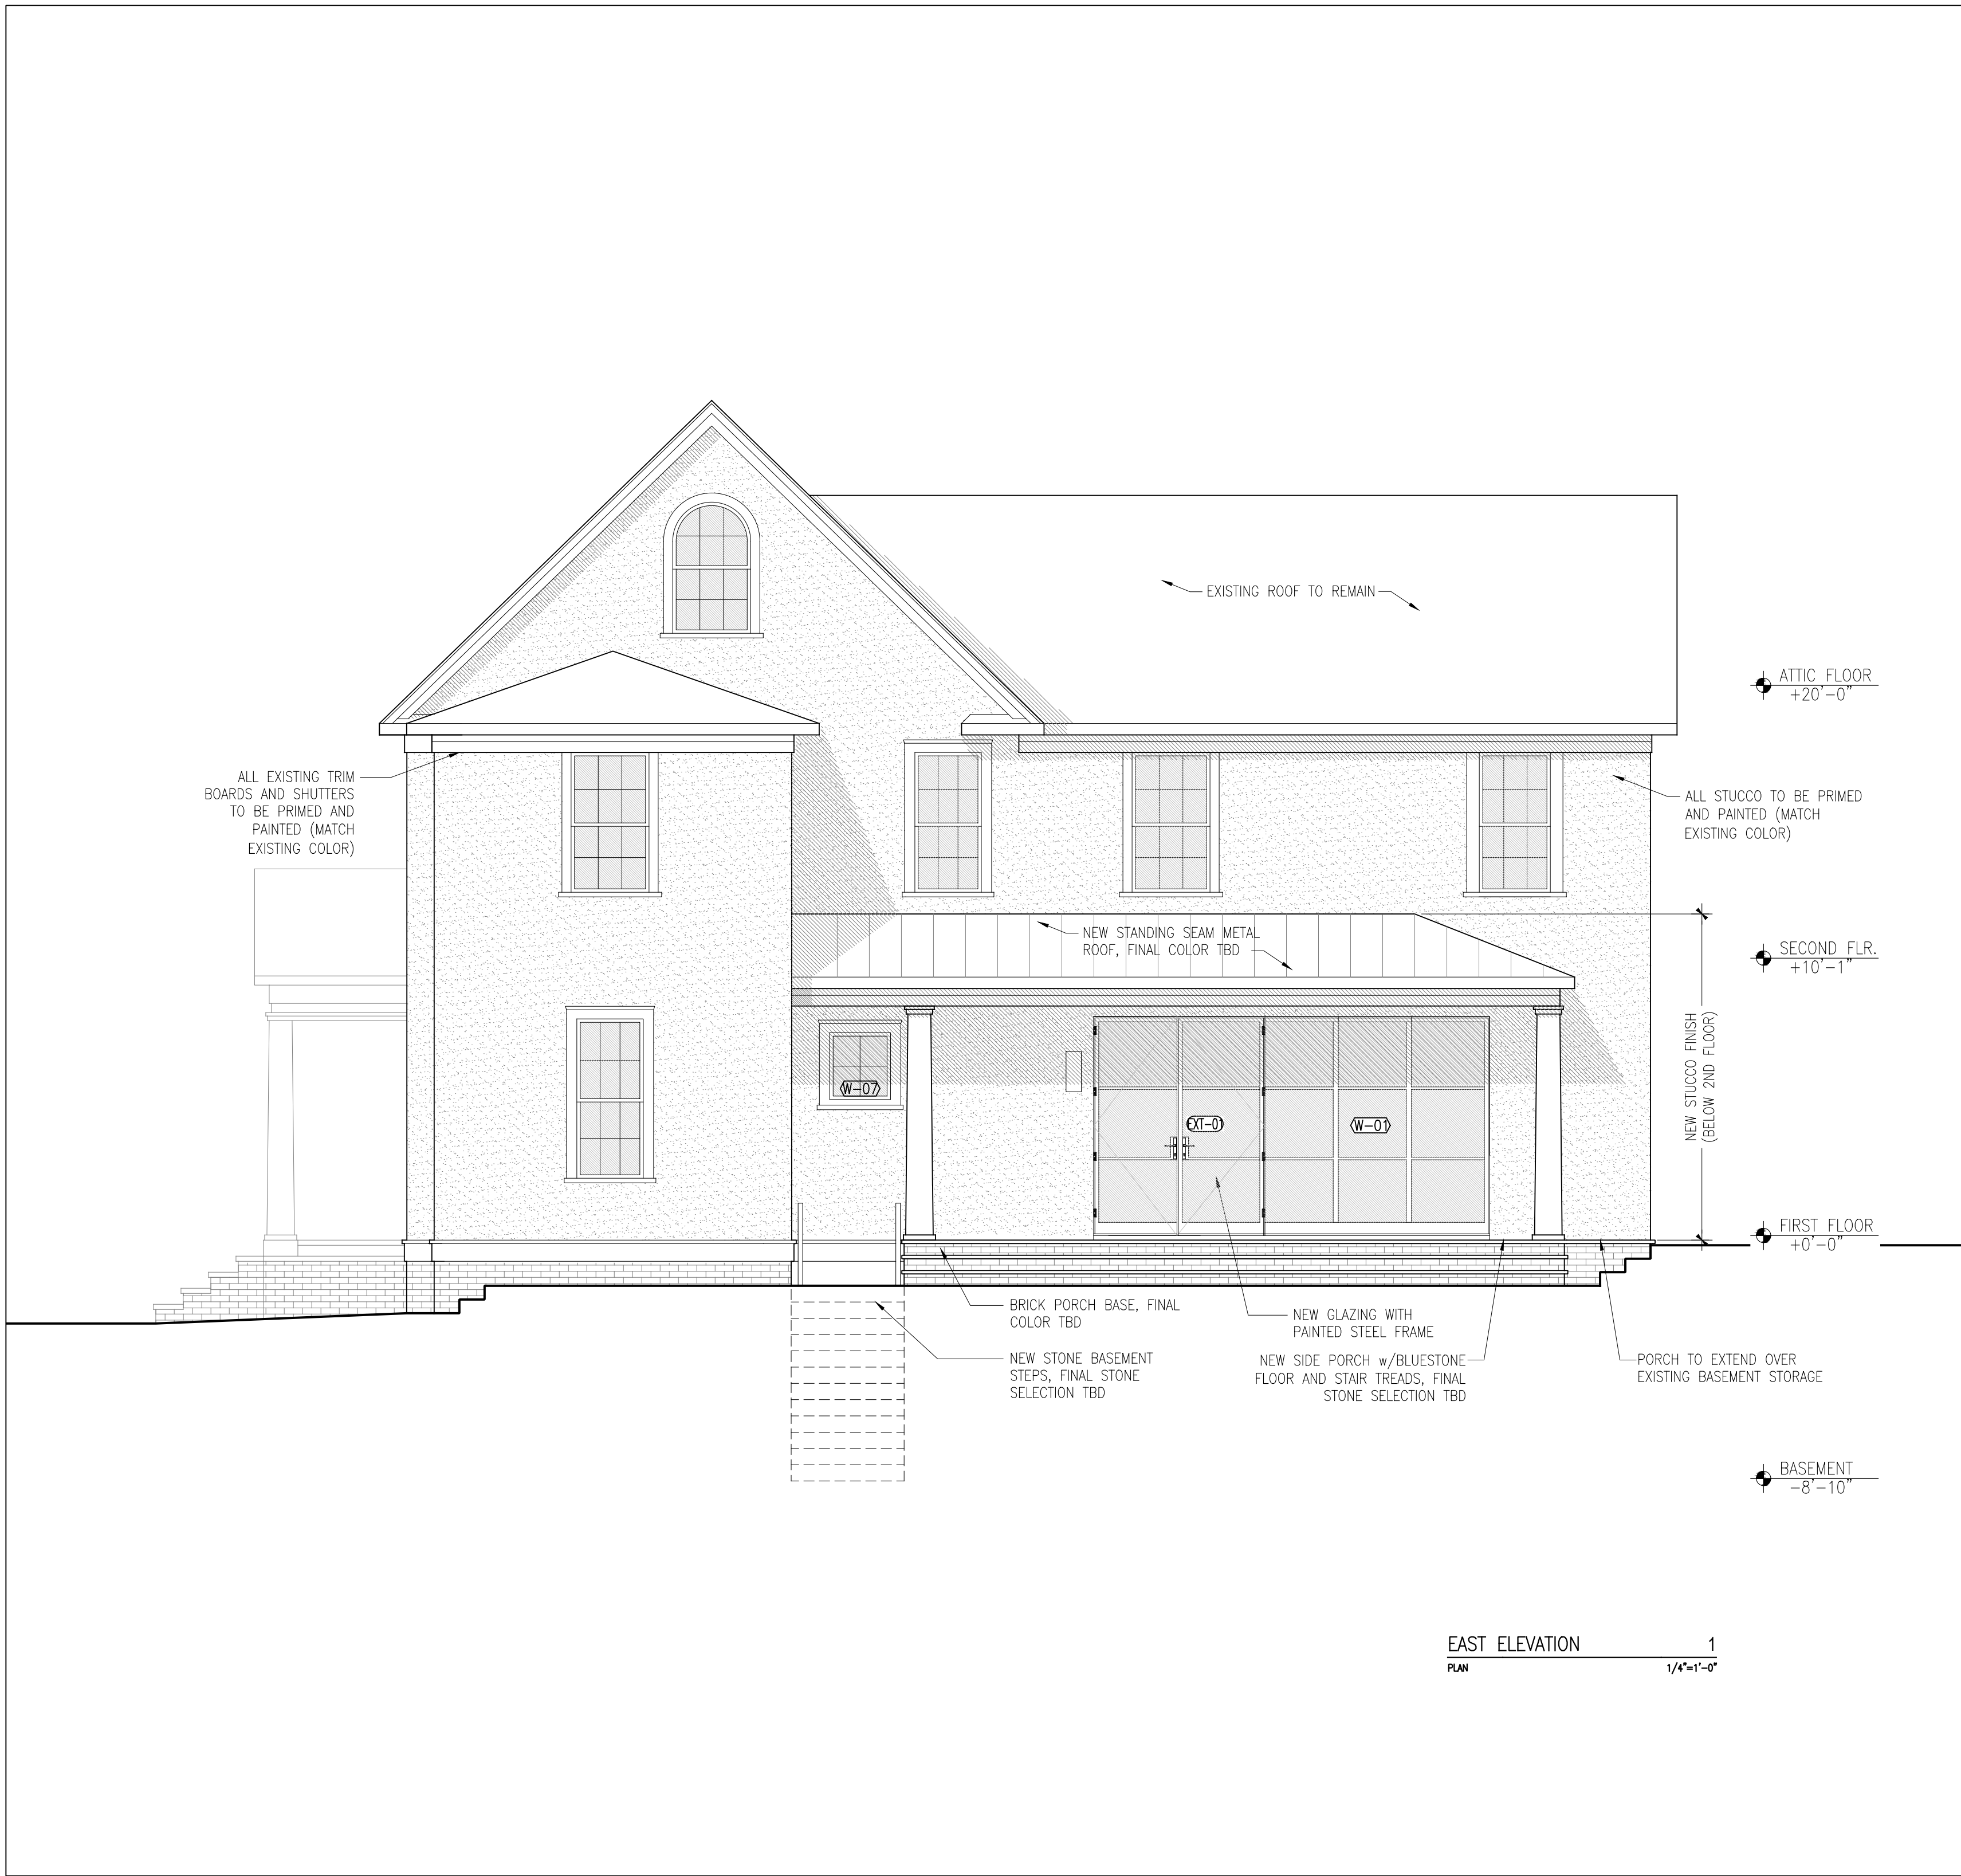 EXISTING ROOF TO REMAIN
ATTIC FLOOR
+20'-0"
ALL EXISTING TRIM
BOARDS AND SHUTTERS
TO BE PRIMED AND
PAINTED (MATCH
EXISTING COLOR)
ALL STUCCO TO BE PRIMED
AND PAINTED (MATCH
EXISTING COLOR)
NEW STANDING SEAM METAL
ROOF, FINAL COLOR TBD
SECOND FLR.
+10'-1"
NEW STUCCO FINISH
(BELOW 2ND FLOOR)
W-07
EXT-01
W-01
FIRST FLOOR
+0'-0"
BRICK PORCH BASE, FINAL
COLOR TBD
NEW GLAZING WITH
PAINTED STEEL FRAME
NEW STONE BASEMENT
STEPS, FINAL STONE
SELECTION TBD
NEW SIDE PORCH w/BLUESTONE
FLOOR AND STAIR TREADS, FINAL
STONE SELECTION TBD
PORCH TO EXTEND OVER
EXISTING BASEMENT STORAGE
BASEMENT
-8'-10"
EAST ELEVATION 1
PLAN 1/4"=1'-0"